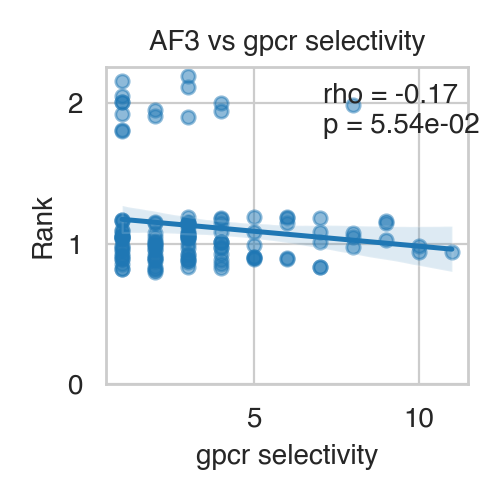 AF3 vs gpcr selectivity
rho = -0.17
p = 5.54e-02
2
1
0
Rank
5 10
gpcr selectivity